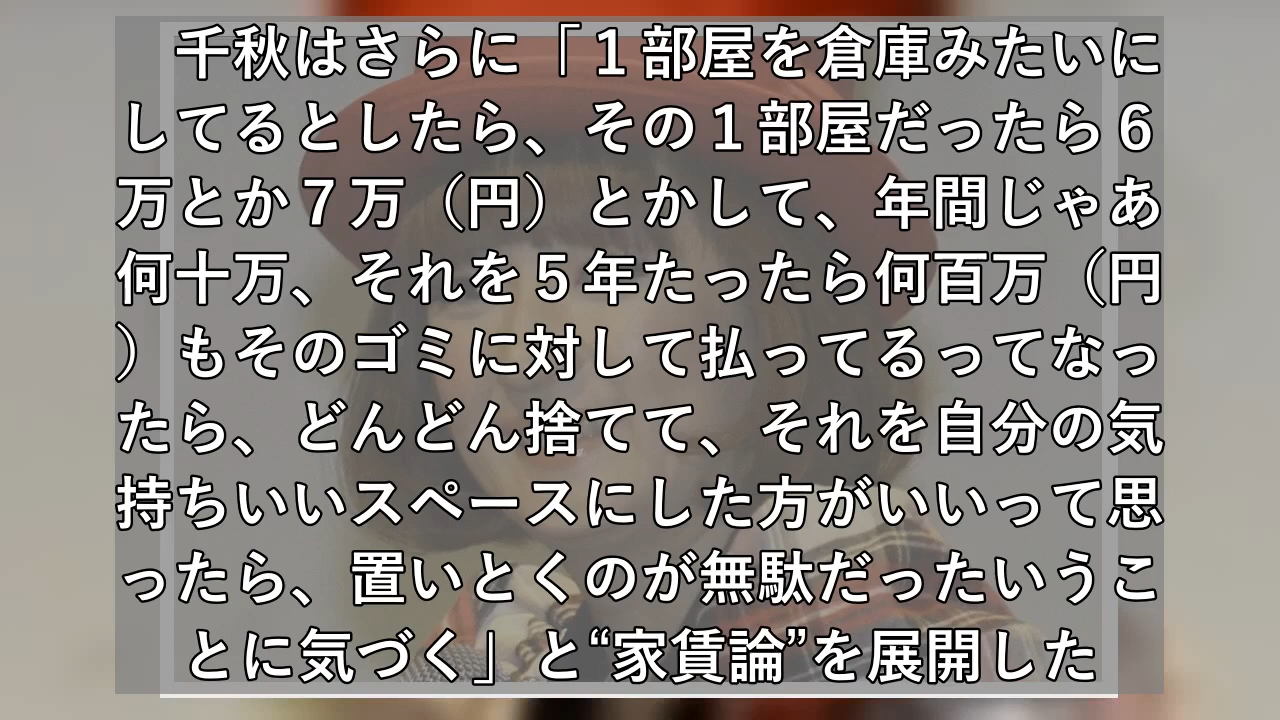 千秋はさらに「１部屋を倉庫みたいに
してるとしたら、その１部屋だったら６
万とか７万（円）とかして、年間じゃあ
何十万、それを５年たったら何百万（円
）もそのゴミに対して払ってるってなっ
たら、どんどん捨てて、それを自分の気
持ちいいスペースにした方がいいって思
ったら、置いとくのが無駄だったいうこ
とに気づく」と“家賃論”を展開した